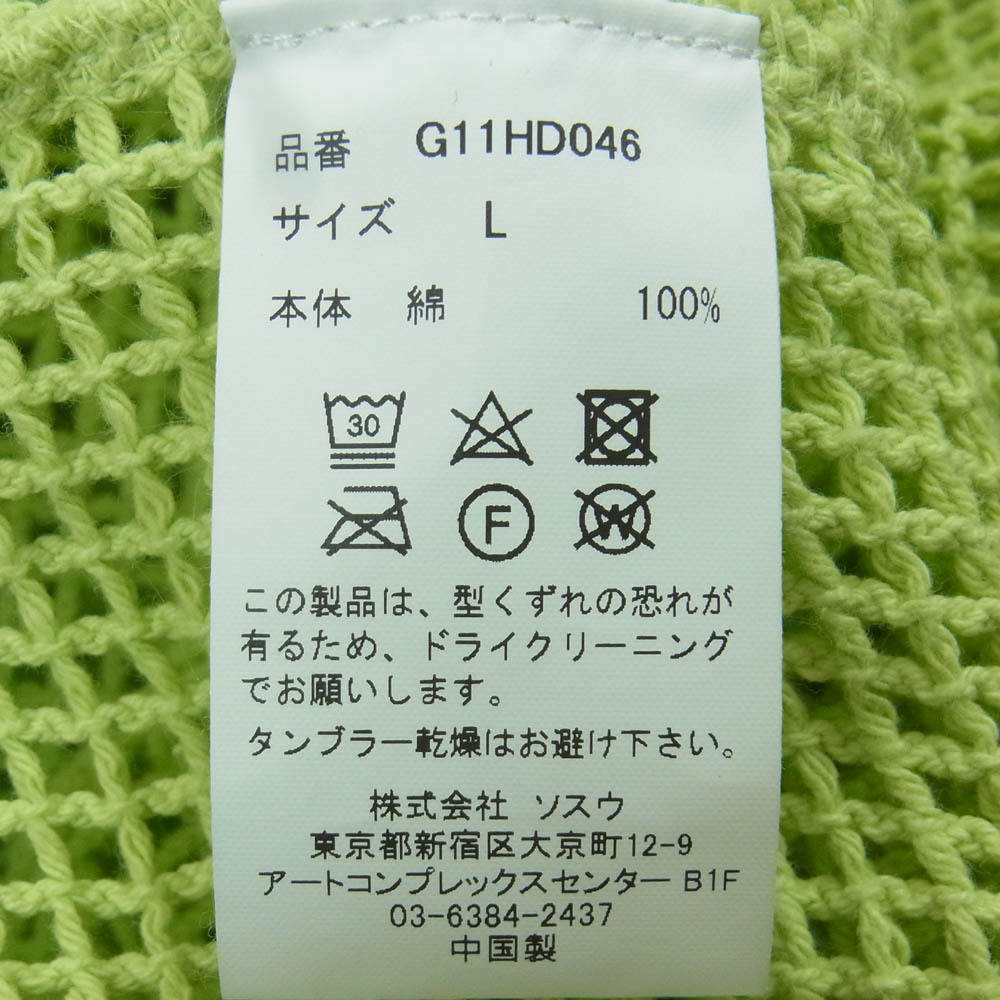 品番 G11HD046
サイズ L
本体 綿 100%
30
F W
この製品は、型くずれの恐れが
有るため、ドライクリーニング
でお願いします。
タンブラー乾燥はお避け下さい。
株式会社 ソスウ
東京都新宿区大京町12-9
アートコンプレックスセンター B1F
03-6384-2437
中国製